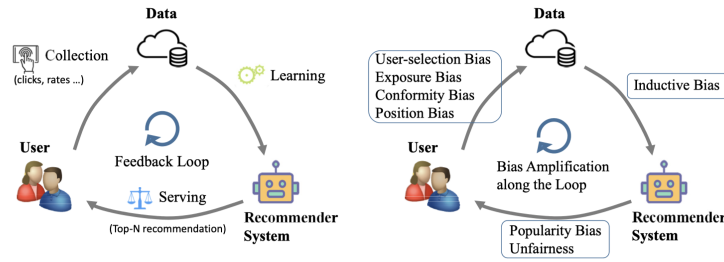 Data
Collection
(clicks, rates ...)
Learning
User
Feedback Loop
Serving
(Top-N recommendation)
Recommender
System
Data
User-selection Bias
Exposure Bias
Conformity Bias
Position Bias
Inductive Bias
User
Bias Amplification
along the Loop
Recommender
System
Popularity Bias
Unfairness